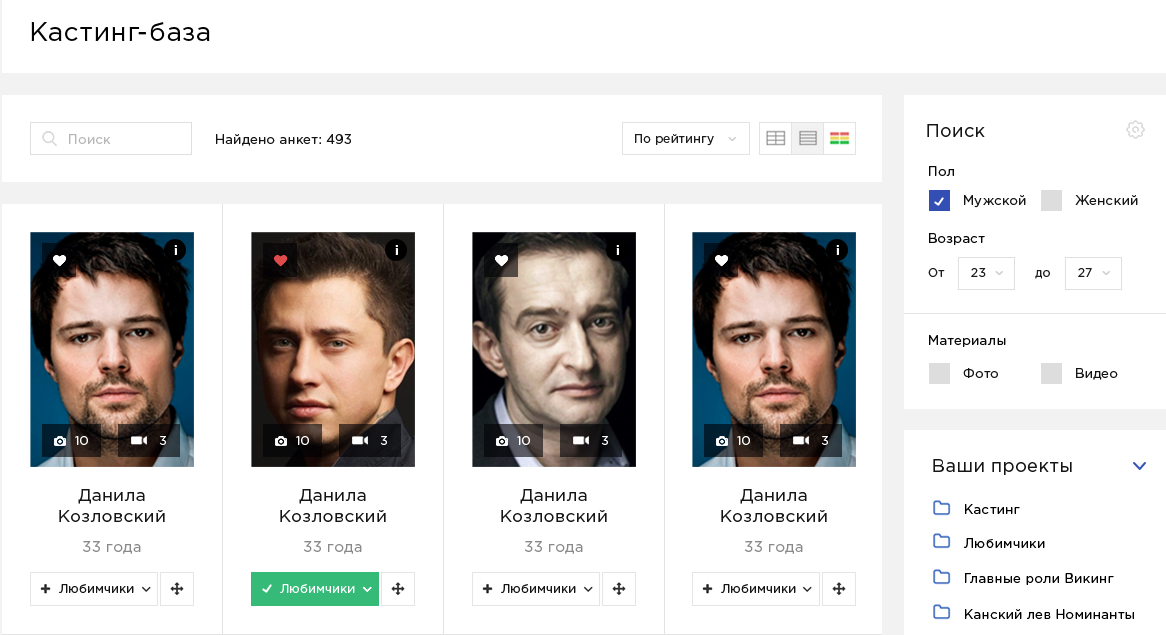 Кастинг-база
Поиск
Найдено анкет: 493
По рейтингу
i
10
3
Данила
Козловский
33 года
Любимчики
i
10
3
Данила
Козловский
33 года
Любимчики
i
10
3
Данила
Козловский
33 года
Любимчики
i
10
3
Данила
Козловский
33 года
Любимчики
Поиск
Пол
Мужской Женский
Возраст
От 23 до 27
Материалы
Фото Видео
Ваши проекты
Кастинг
Любимчики
Главные роли Викинг
Канский лев Номинанты